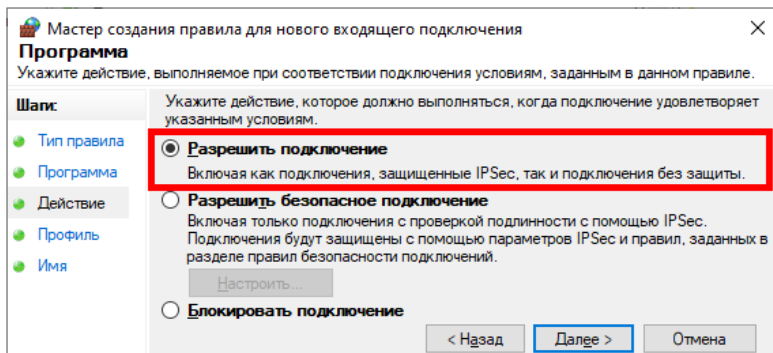 Мастер создания правила для нового входящего подключения
Программа
Укажите действие, выполняемое при соответствии подключения условиям, заданным в данном правиле.
Шаги:
Тип правила
Программа
Действие
Профиль
Имя
Укажите действие, которое должно выполняться, когда подключение удовлетворяет
указанным условиям.
Разрешить подключение
Включая как подключения, защищенные IPSec, так и подключения без защиты.
Разрешить безопасное подключение
Включая только подключения с проверкой подлинности с помощью IPSec.
Подключения будут защищены с помощью параметров IPSec и правил, заданных в
разделе правил безопасности подключений.
Настроить...
Блокировать подключение
< Назад
Далее >
Отмена